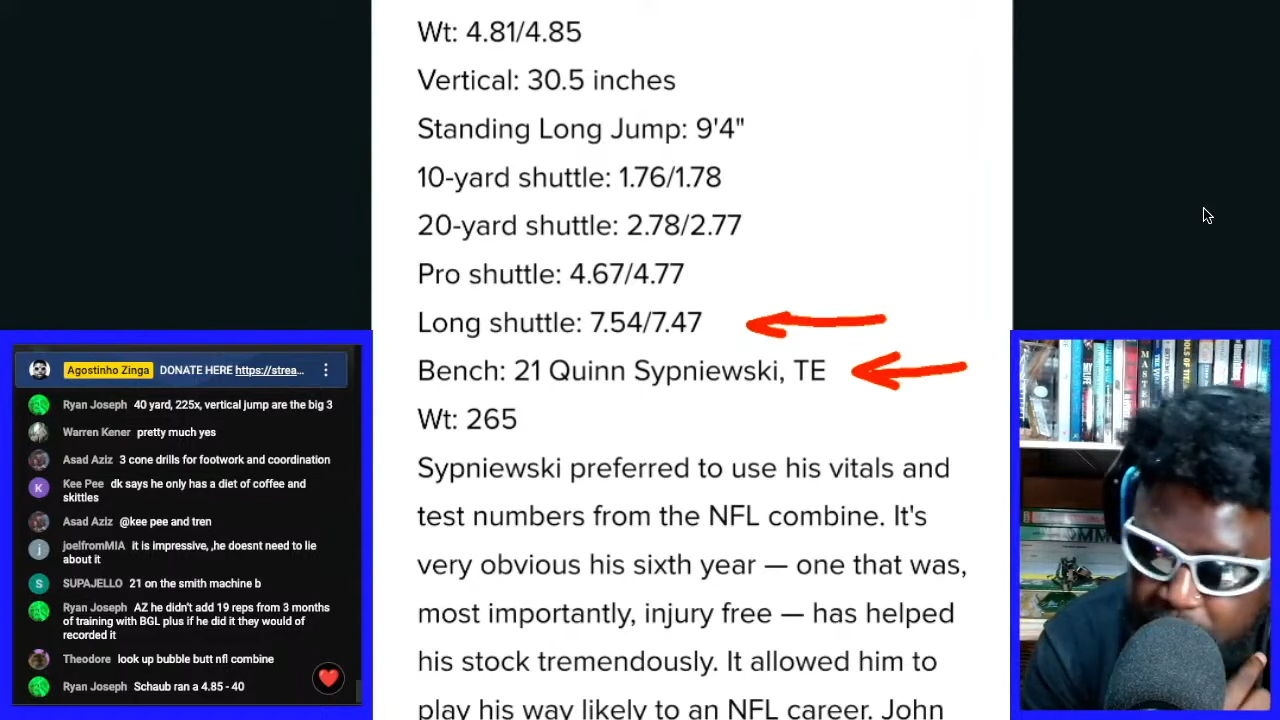 Wt: 4.81/4.85
Vertical: 30.5 inches
Standing Long Jump: 9'4"
10-yard shuttle: 1.76/1.78
20-yard shuttle: 2.78/2.77
Pro shuttle: 4.67/4.77
Long shuttle: 7.54/7.47
Bench: 21 Quinn Sypniewski, TE
Wt: 265
Sypniewski preferred to use his vitals and
test numbers from the NFL combine. It's
very obvious his sixth year — one that was,
most importantly, injury free — has helped
his stock tremendously. It allowed him to
play his way likely to an NFL career. John
Agostinho Zinga DONATE HERE https://strea...
Ryan Joseph 40 yard, 225x, vertical jump are the big 3
Warren Kener pretty much yes
Asad Aziz 3 cone drills for footwork and coordination
K Kee Pee dk says he only has a diet of coffee and
skittles
Asad Aziz @kee pee and tren
j joelfromMIA it is impressive, ,he doesnt need to lie
about it
S SUPAJELLO 21 on the smith machine b
Ryan Joseph AZ he didn't add 19 reps from 3 months
of training with BGL plus if he did it they would of
recorded it
Theodore look up bubble butt nfl combine
Ryan Joseph Schaub ran a 4.85 - 40